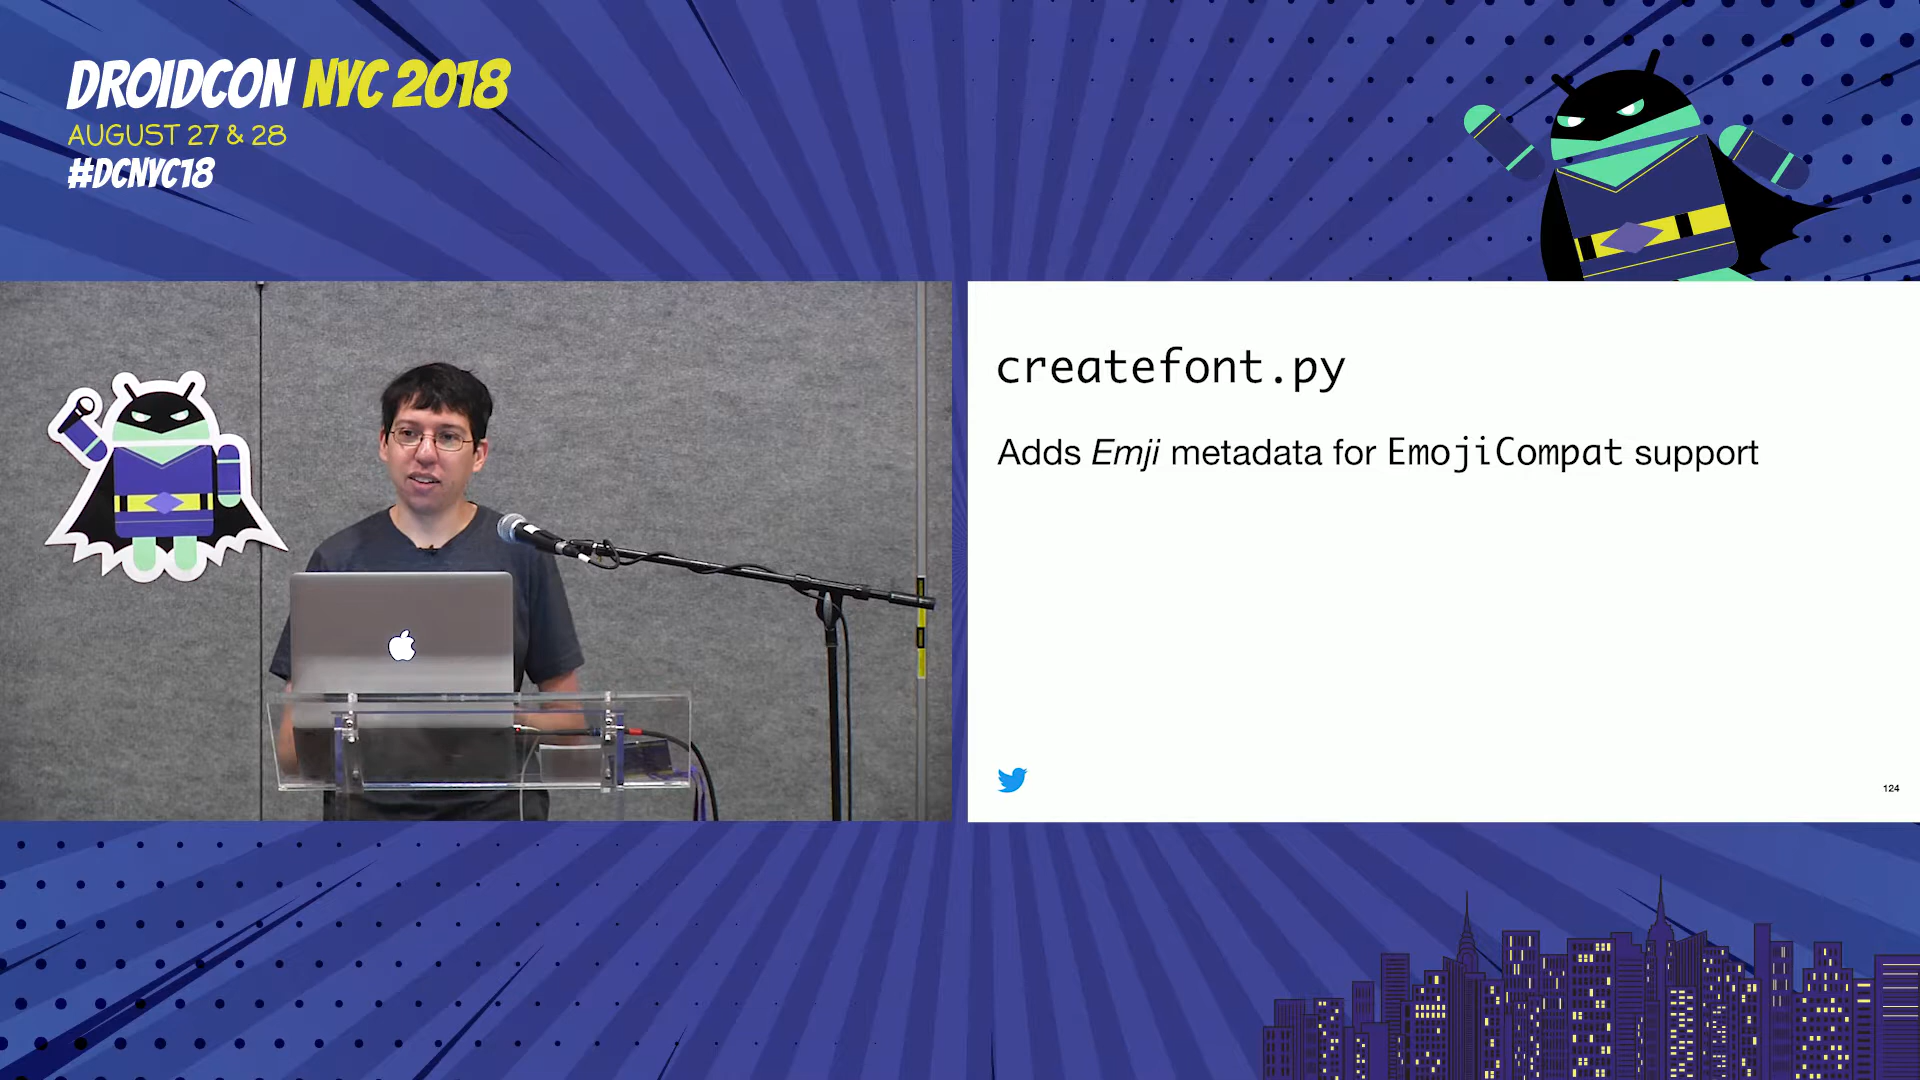 DROIDCON NYC 2018
AUGUST 27 & 28
#DCNYC18
createfont.py
Adds Emji metadata for EmojiCompat support
124